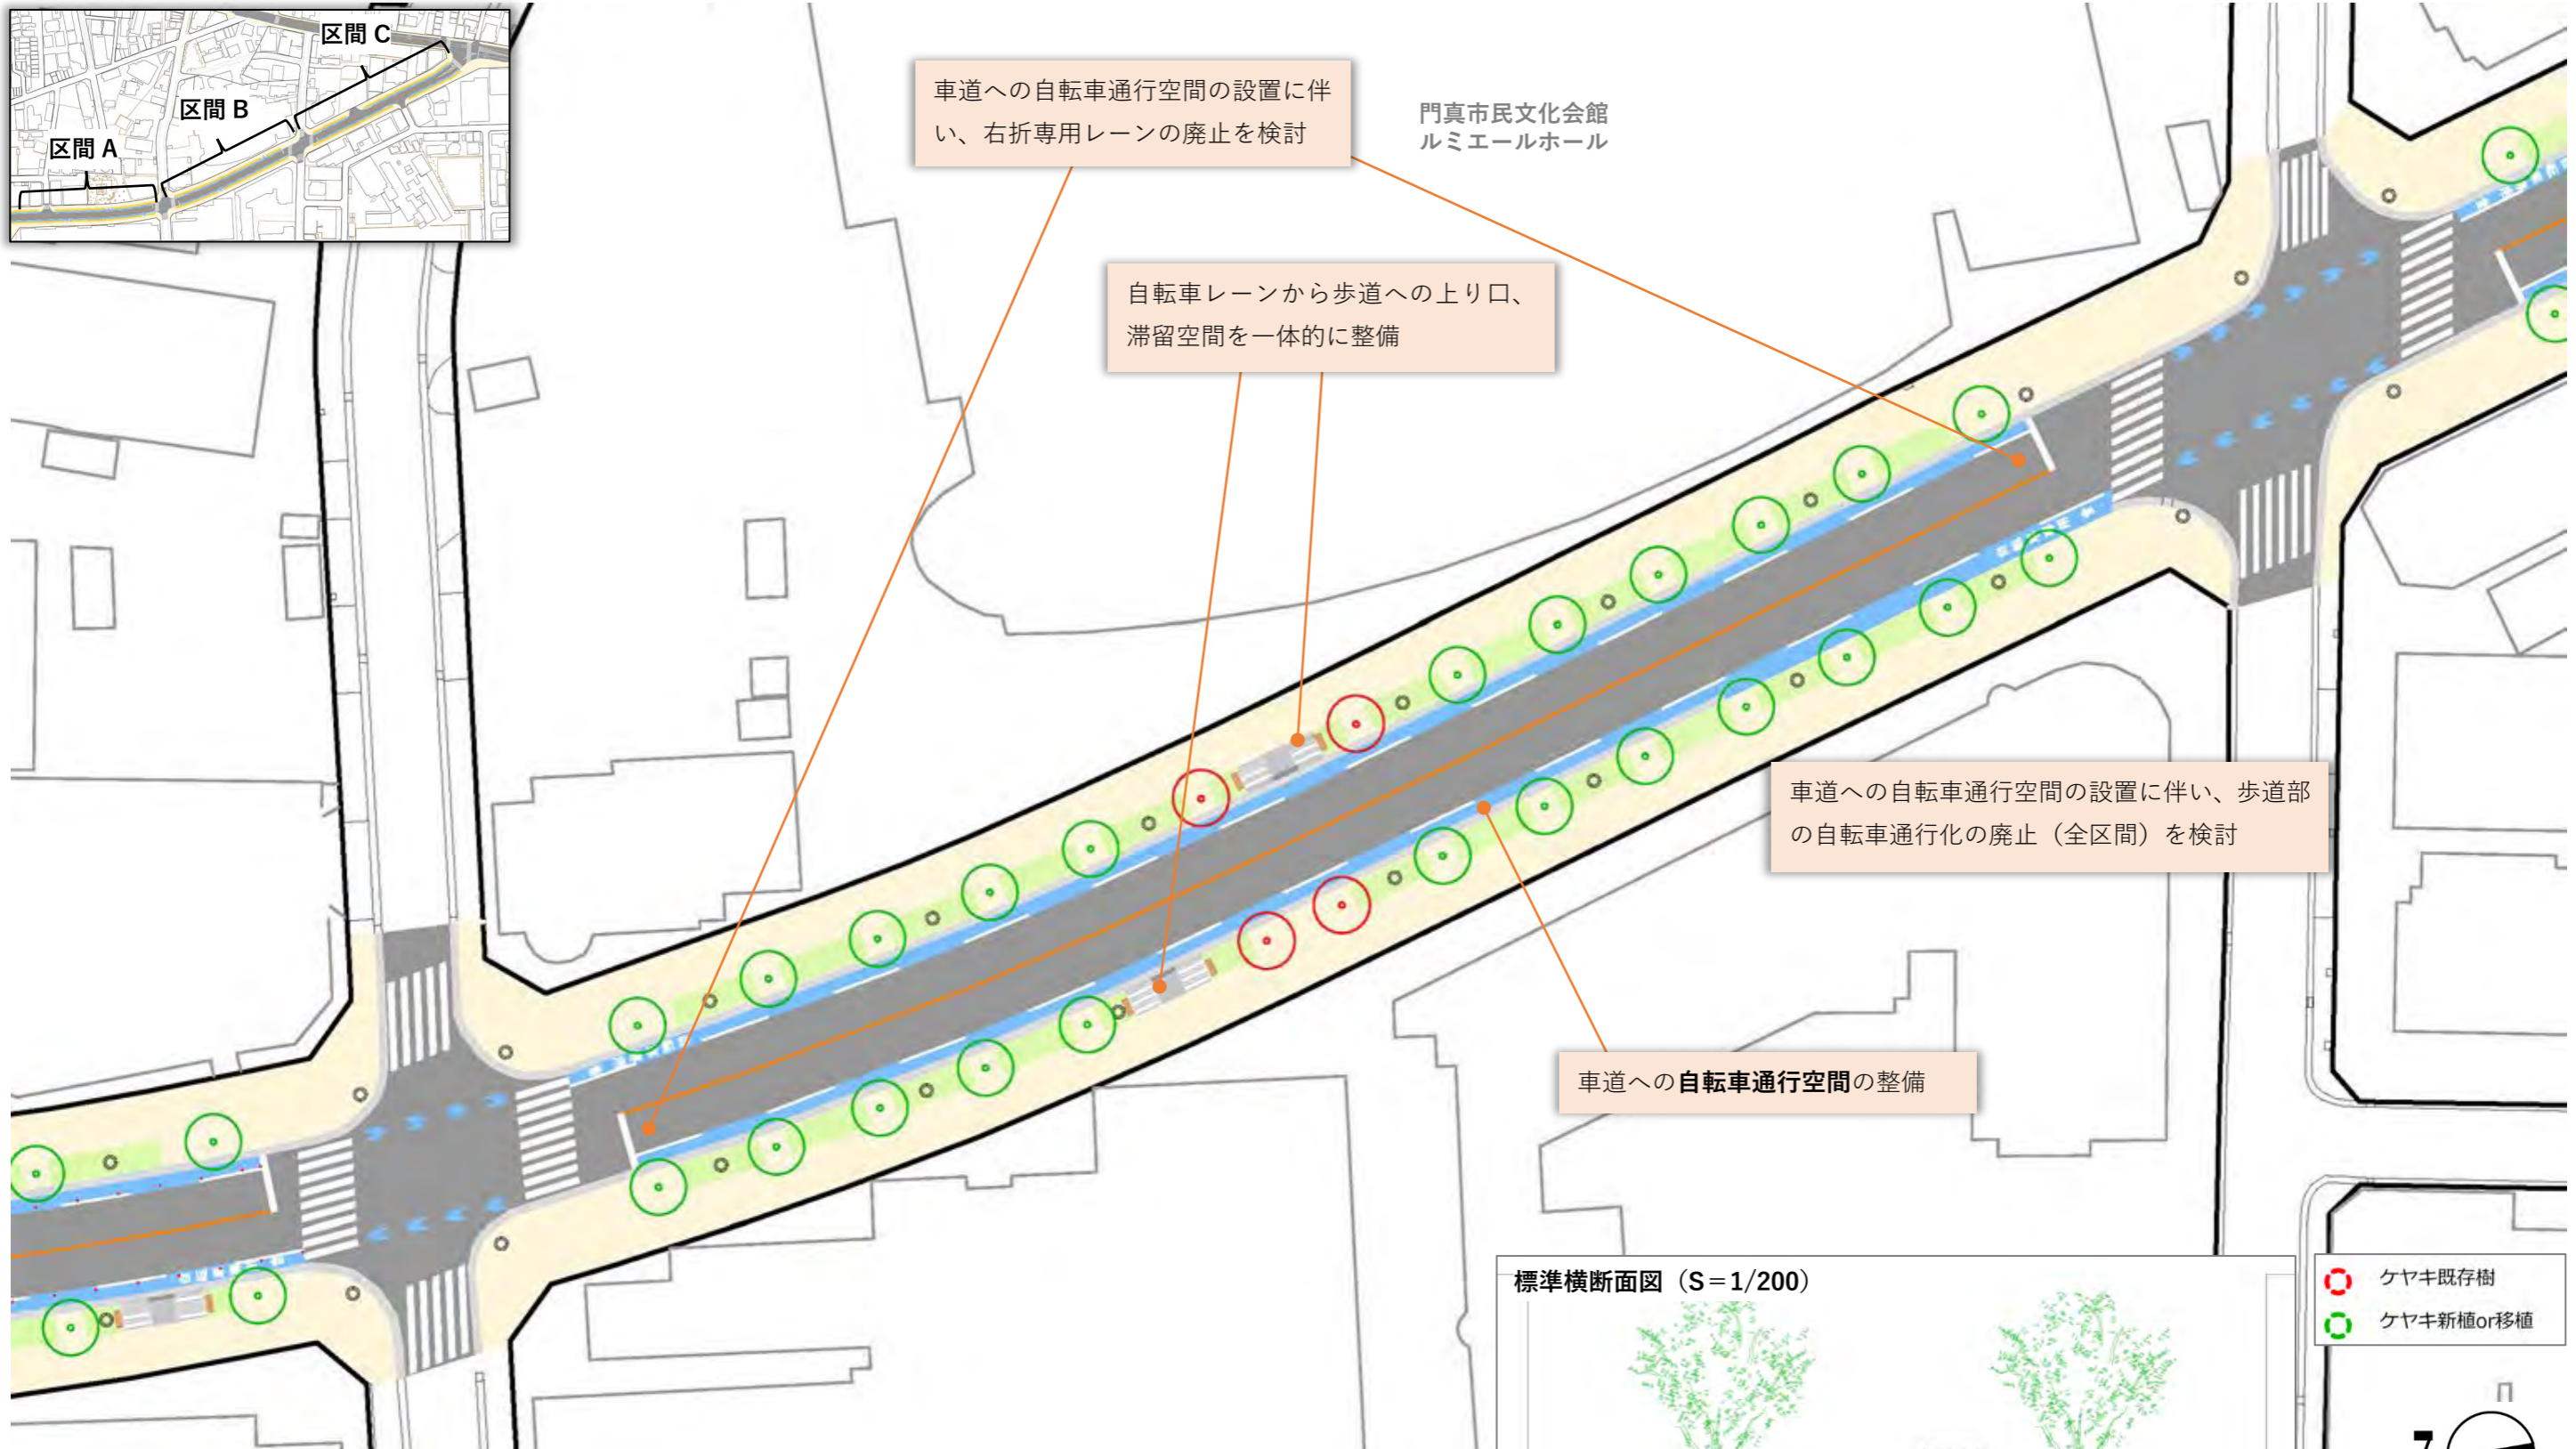 区間 C
区間 B
区間 A
車道への自転車通行空間の設置に伴
い、右折専用レーンの廃止を検討
門真市民文化会館
ルミエールホール
自転車レーンから歩道への上り口、
滞留空間を一体的に整備
車道への自転車通行空間の設置に伴い、歩道部
の自転車通行化の廃止（全区間）を検討
車道への自転車通行空間の整備
標準横断面図（S＝1/200）
ケヤキ既存樹
ケヤキ新植or移植